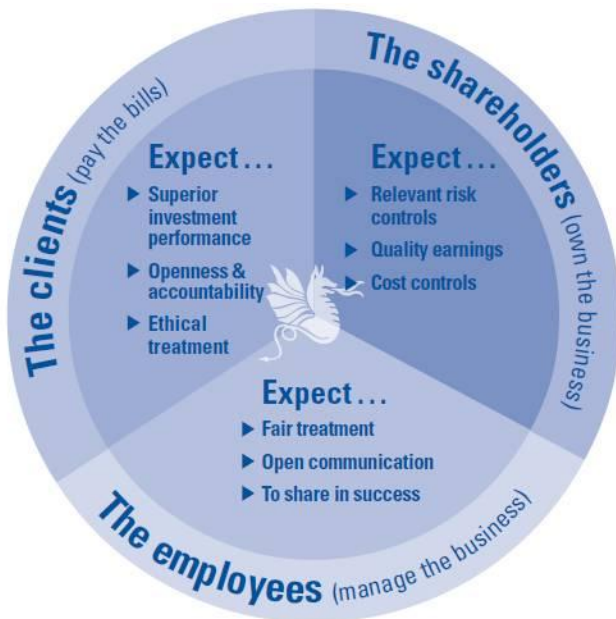 The clients (pay the bills)
Expect...
▶ Superior
investment
performance
▶ Openness &
accountability
▶ Ethical
treatment
The shareholders (own the business)
Expect...
▶ Relevant risk
controls
▶ Quality earnings
▶ Cost controls
Expect...
▶ Fair treatment
▶ Open communication
▶ To share in success
The employees (manage the business)